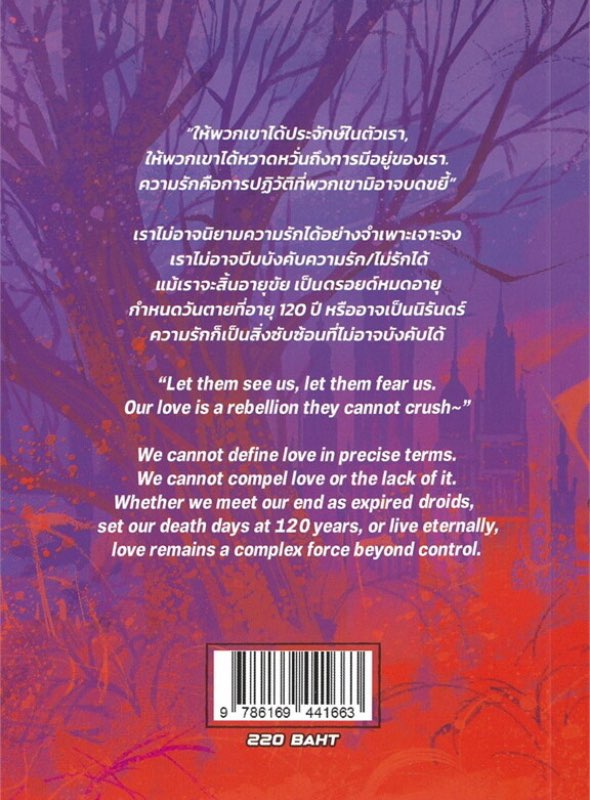 “ให้พวกเขาได้ประจักษ์ในตัวเรา,
ให้พวกเขาได้หวาดหวั่นถึงการมีอยู่ของเรา.
ความรักคือการปฏิวัติที่พวกเขามิอาจบดขยี้”
เราไม่อาจนิยามความรักได้อย่างจำเพาะเจาะจง
เราไม่อาจบีบบังคับความรัก/ไม่รักได้
แม้เราจะสิ้นอายุขัย เป็นดรอยด์หมดอายุ
กำหนดวันตายที่อายุ 120 ปี หรืออาจเป็นนิรันดร์
ความรักก็เป็นสิ่งซับซ้อนที่ไม่อาจบังคับได้
“Let them see us, let them fear us.
Our love is a rebellion they cannot crush~”
We cannot define love in precise terms.
We cannot compel love or the lack of it.
Whether we meet our end as expired droids,
set our death days at 120 years, or live eternally,
love remains a complex force beyond control.
9 786169 441663
220 BAHT